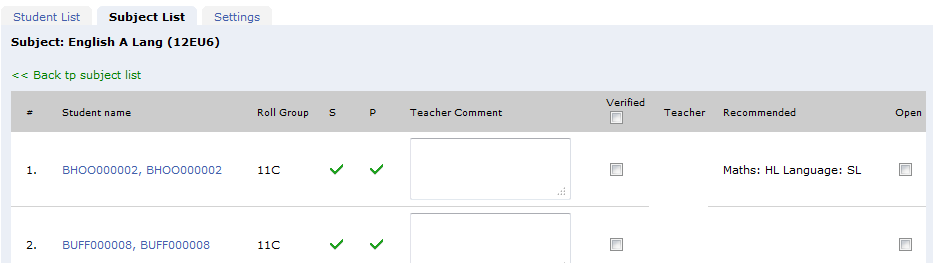 Student List Subject List Settings
Subject: English A Lang (12EU6)
<< Back tp subject list
# Student name Roll Group S P Teacher Comment Verified Teacher Recommended Open
1. BHOO000002, BHOO000002 11C Maths: HL Language: SL
2. BUFF000008, BUFF000008 11C